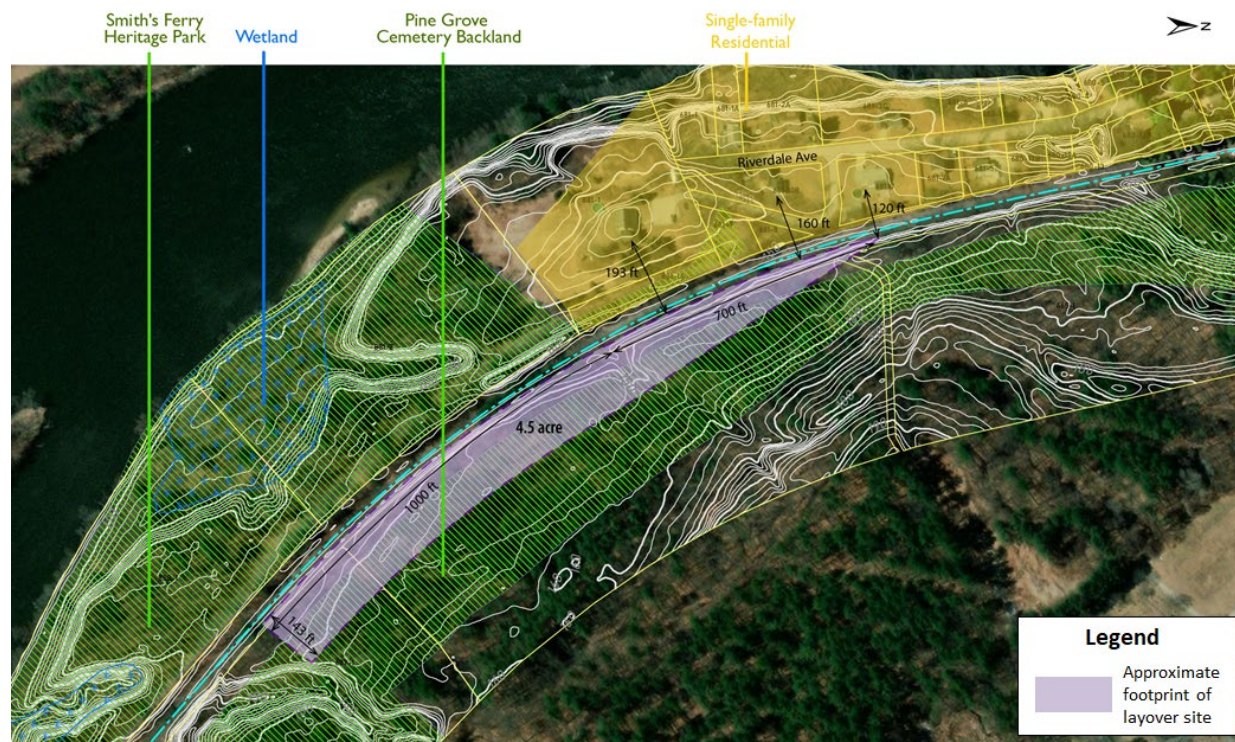 Smith's Ferry
Heritage Park
Wetland
Pine Grove
Cemetery Backland
Single-family
Residential
N
Riverdale Ave
120 ft
160 ft
193 ft
700 ft
4.5 acre
1000 ft
143 ft
Legend
Approximate
footprint of
layover site